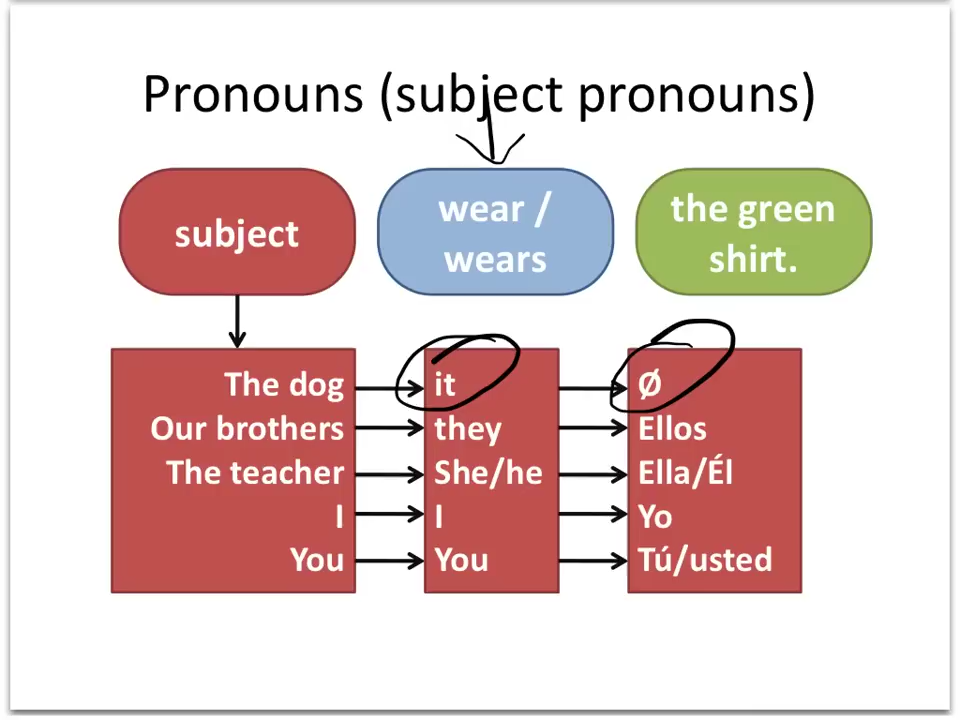 Pronouns (subject pronouns)
subject
wear /
wears
the green
shirt.
The dog
Our brothers
The teacher
I
You
it
they
She/he
I
You
Ø
Ellos
Ella/Él
Yo
Tú/usted